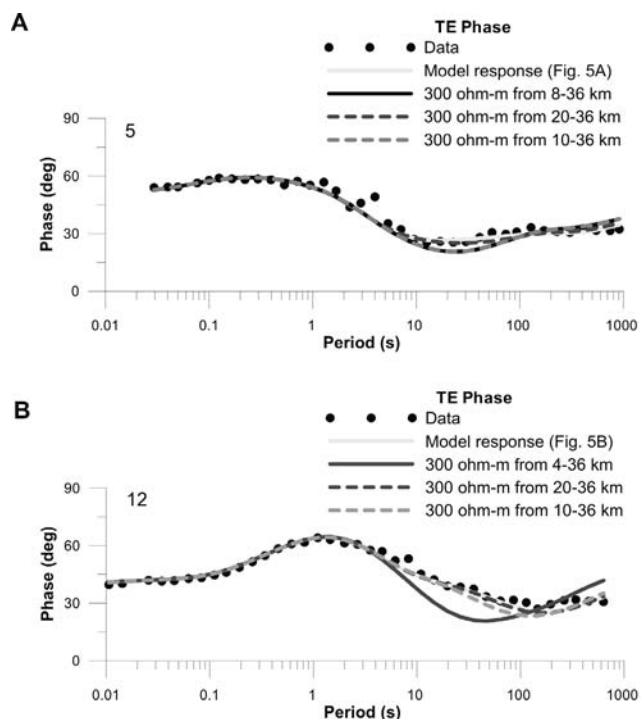 A
TE Phase
Data
Model response (Fig. 5A)
300 ohm-m from 8-36 km
300 ohm-m from 20-36 km
300 ohm-m from 10-36 km
5
90
60
30
0
Phase (deg)
0.01 0.1 1 10 100 1000
Period (s)
B
TE Phase
Data
Model response (Fig. 5B)
300 ohm-m from 4-36 km
300 ohm-m from 20-36 km
300 ohm-m from 10-36 km
12
90
60
30
0
Phase (deg)
0.01 0.1 1 10 100 1000
Period (s)